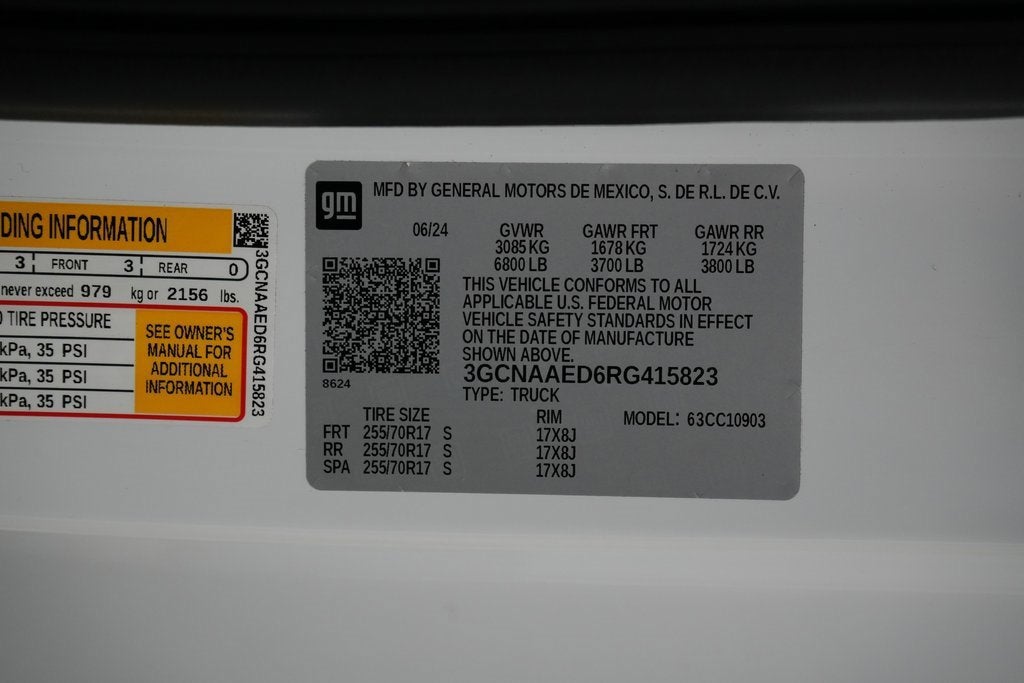 DING INFORMATION
3 FRONT 3 REAR 0
never exceed 979 kg or 2156 lbs.
TIRE PRESSURE
kPa, 35 PSI
kPa, 35 PSI
kPa, 35 PSI
SEE OWNER'S
MANUAL FOR
ADDITIONAL
INFORMATION
3GCNAAED6RG415823
gm
MFD BY GENERAL MOTORS DE MEXICO, S. DE R.L. DE C.V.
06/24 GVWR GAWR FRT GAWR RR
3085 KG 1678 KG 1724 KG
6800 LB 3700 LB 3800 LB
THIS VEHICLE CONFORMS TO ALL
APPLICABLE U.S. FEDERAL MOTOR
VEHICLE SAFETY STANDARDS IN EFFECT
ON THE DATE OF MANUFACTURE
SHOWN ABOVE.
3GCNAAED6RG415823
8624
TYPE: TRUCK
TIRE SIZE RIM MODEL: 63CC10903
FRT 255/70R17 S 17X8J
RR 255/70R17 S 17X8J
SPA 255/70R17 S 17X8J